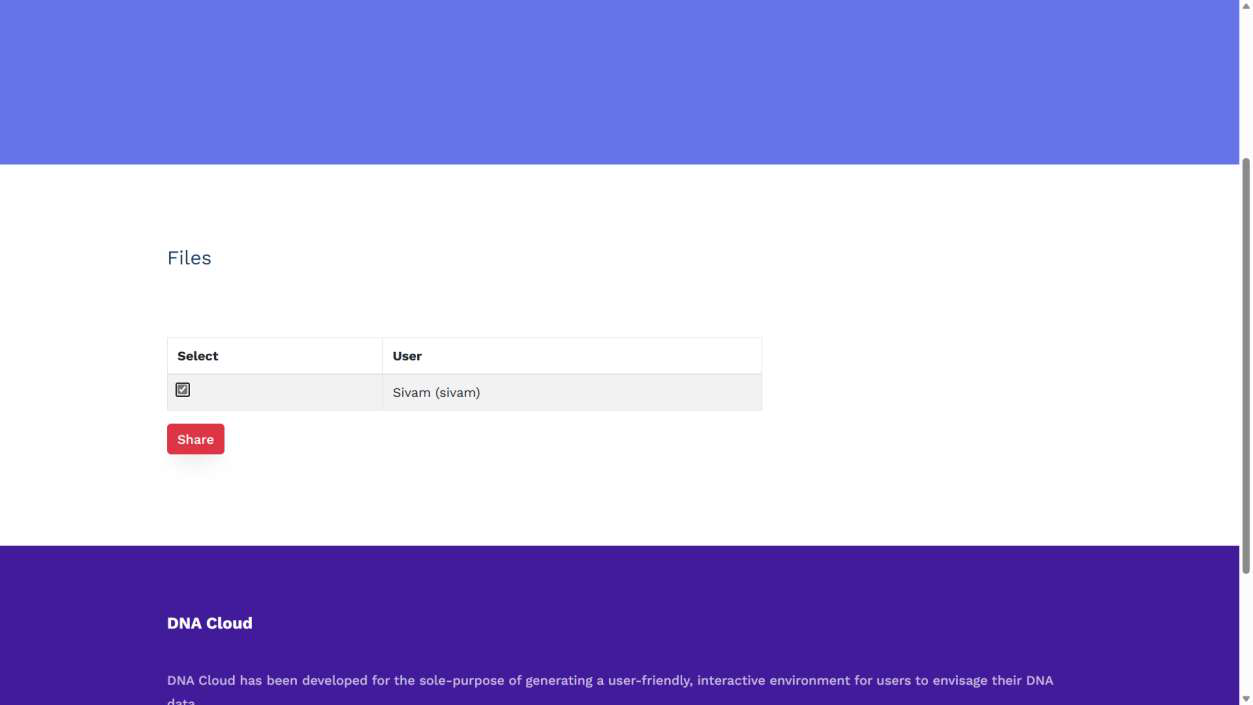 Files
Select User
Sivam (sivam)
Share
DNA Cloud
DNA Cloud has been developed for the sole-purpose of generating a user-friendly, interactive environment for users to envisage their DNA
data